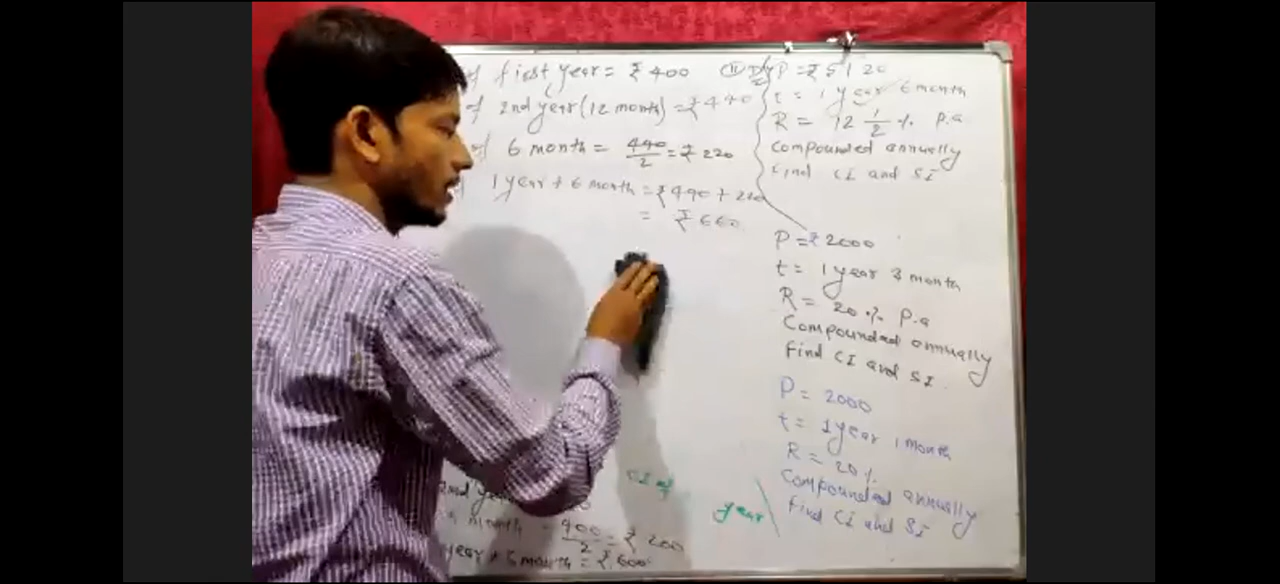 of first year = ₹ 400
of 2nd year (12 month) = ₹ 440
of 6 month = 440/2 = ₹ 220
1 year + 6 month = ₹ 440 + 220
= ₹ 660
P = ₹ 5120
t = 1 year 6 month
R = 12 1/2 % P.a
Compounded annually
Find CI and SI
P = ₹ 2000
t = 1 year 3 month
R = 20 % P.a
Compounded annually
Find CI and SI.
P = 2000
t = 1 year 1 month
R = 20 %
Compounded annually
Find CI and SI
CI of
year
2nd year
month = 400/2 = ₹ 200
year + 6 month = ₹ 600